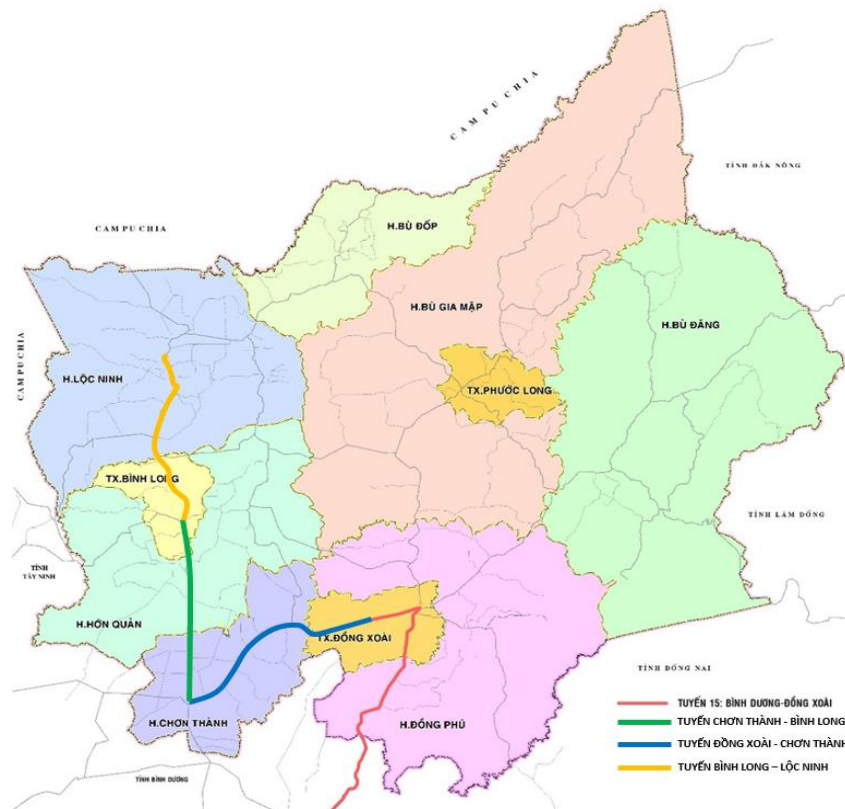 CAMPUCHIA
TỈNH ĐĂK NÔNG
CAMPUCHIA
H.BÙ ĐỐP
H.BÙ GIA MẬP
H.BÙ ĐĂNG
CAMPUCHIA
H.LỘC NINH
TX.PHƯỚC LONG
TX.BÌNH LONG
TỈNH LÂM ĐỒNG
TỈNH
TÂY NINH
H.HỚN QUẢN
TX.ĐỒNG XOÀI
TỈNH ĐỒNG NAI
H.CHƠN THÀNH
H.ĐỒNG PHÚ
TỈNH BÌNH DƯƠNG
TUYẾN 15: BÌNH DƯƠNG-ĐỒNG XOÀI
TUYẾN CHƠN THÀNH - BÌNH LONG
TUYẾN ĐỒNG XOÀI - CHƠN THÀNH
TUYẾN BÌNH LONG – LỘC NINH